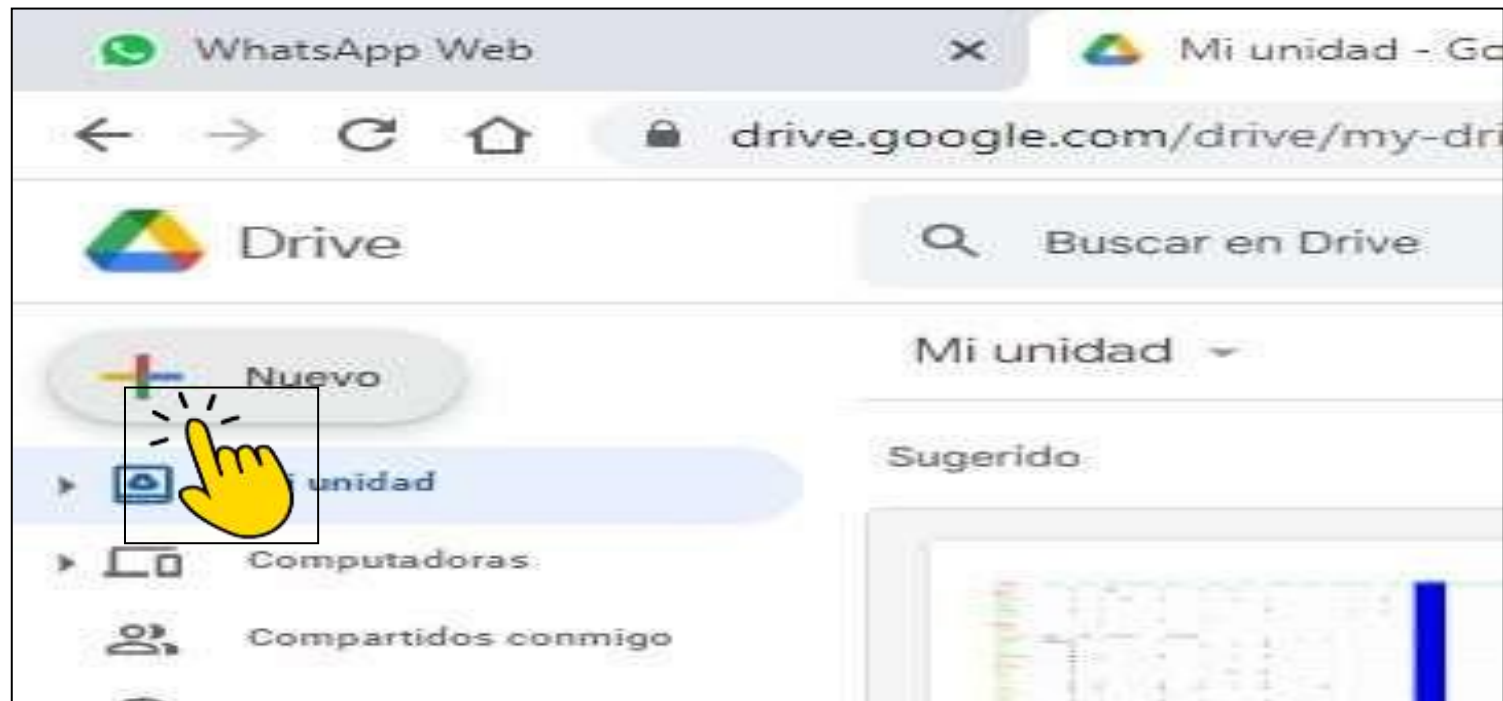 WhatsApp Web
Mi unidad - Go
drive.google.com/drive/my-dri
Drive
Buscar en Drive
Nuevo
Mi unidad
Sugerido
unidad
Computadoras
Compartidos conmigo